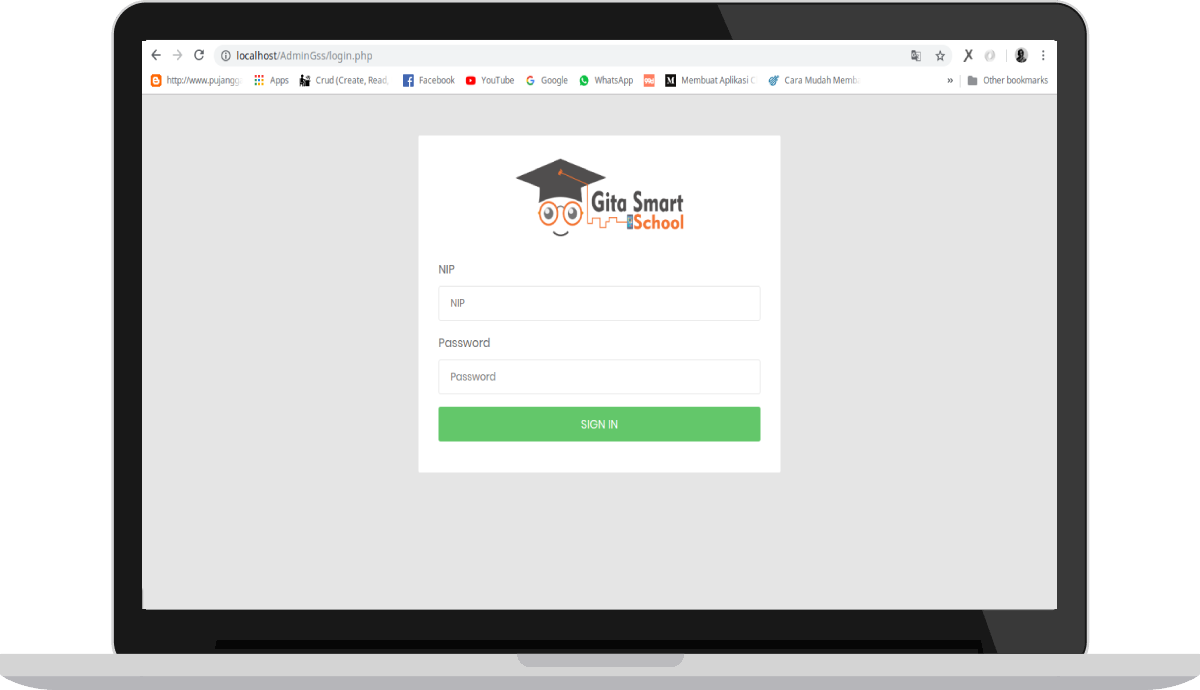 localhost/AdminGss/login.php
http://www.pujangg
Apps
Crud (Create, Read,
Facebook
YouTube
Google
WhatsApp
Membuat Aplikasi C
Cara Mudah Memb
»
Other bookmarks
Gita Smart
School
NIP
NIP
Password
Password
SIGN IN